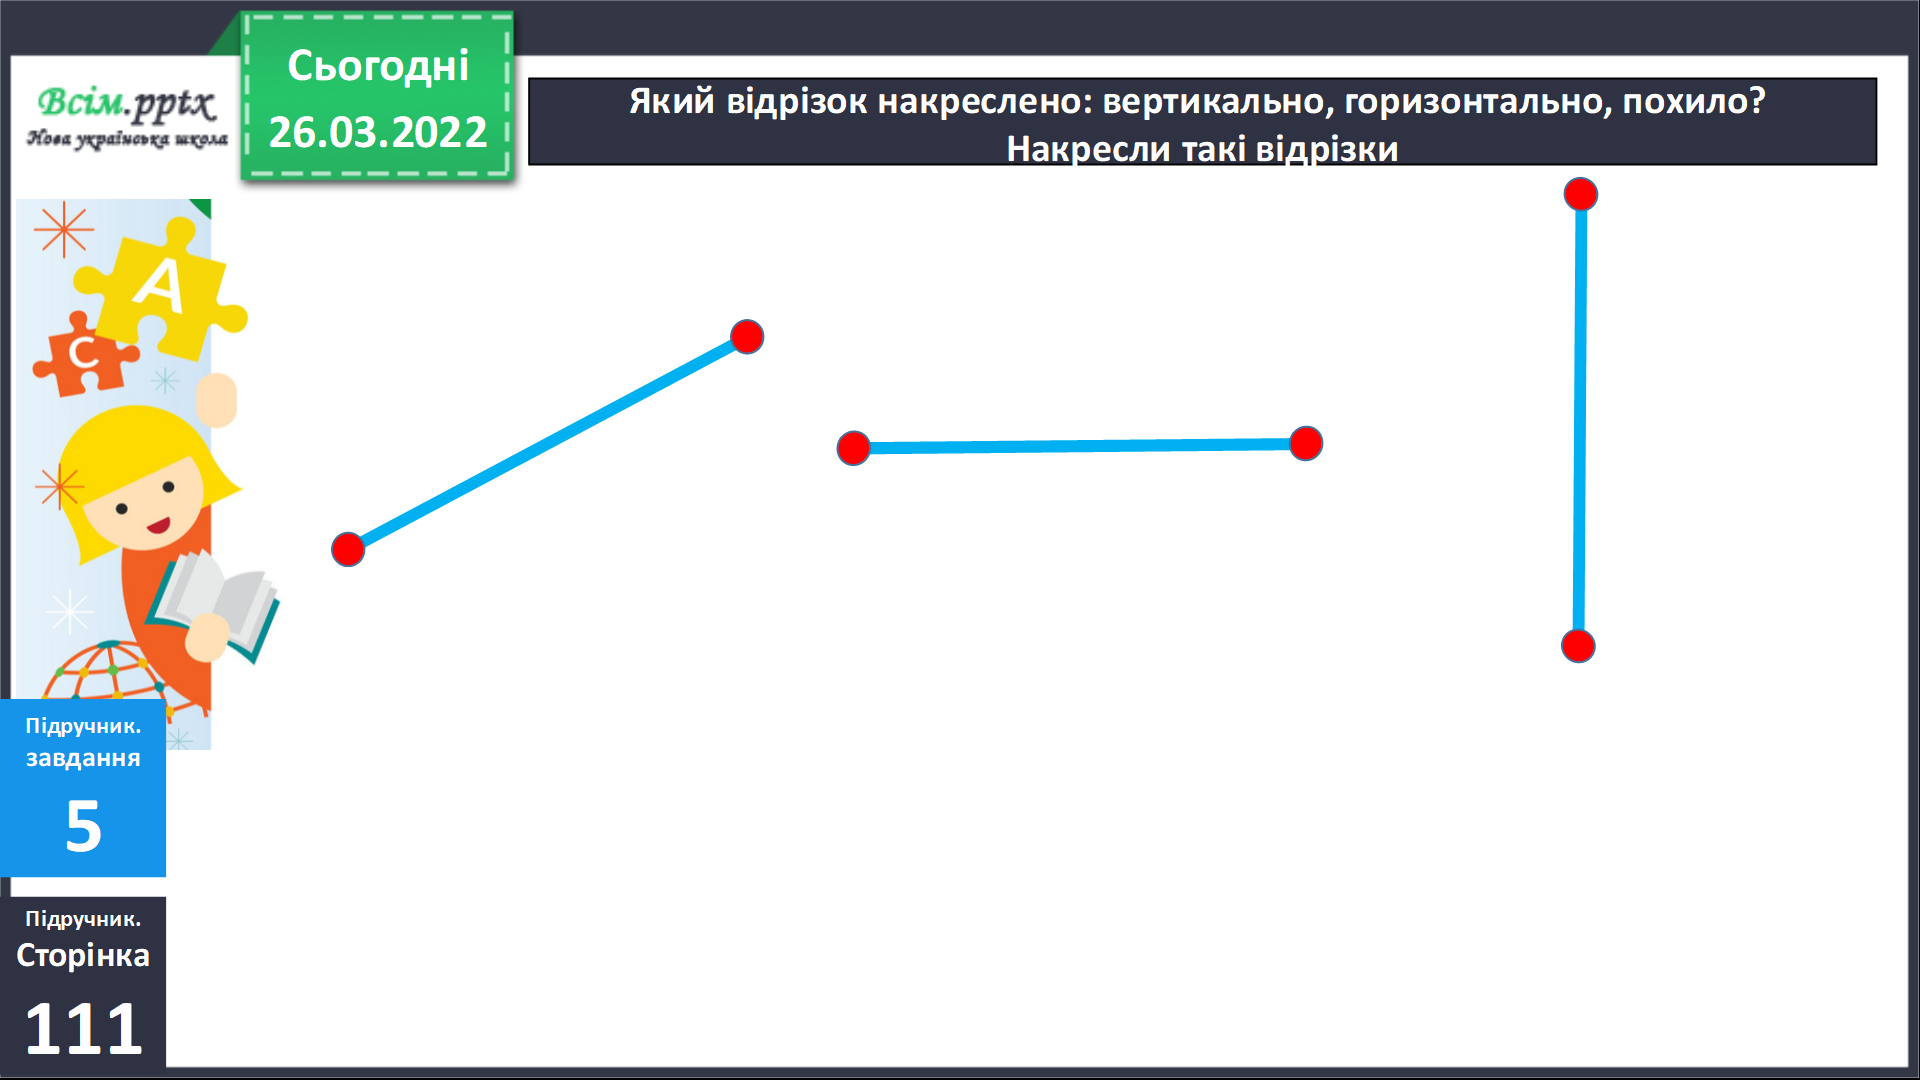 Всім.pptx
Нова українська школа
Сьогодні
26.03.2022
Який відрізок накреслено: вертикально, горизонтально, похило?
Накресли такі відрізки
A
C
Підручник.
завдання
5
Підручник.
Сторінка
111